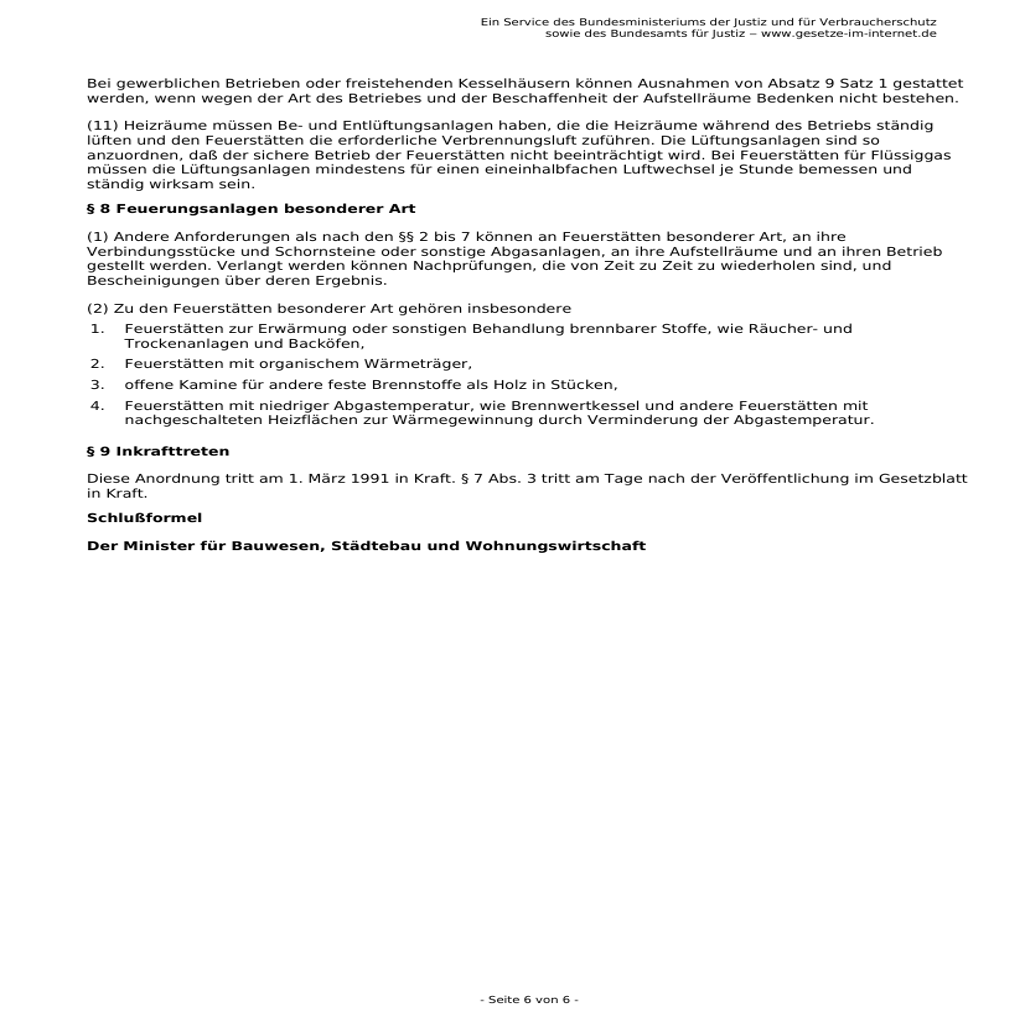 Ein Service des Bundesministeriums der Justiz und für Verbraucherschutz
sowie des Bundesamts für Justiz – www.gesetze-im-internet.de
Bei gewerblichen Betrieben oder freistehenden Kesselhäusern können Ausnahmen von Absatz 9 Satz 1 gestattet
werden, wenn wegen der Art des Betriebes und der Beschaffenheit der Aufstellräume Bedenken nicht bestehen.
(11) Heizräume müssen Be- und Entlüftungsanlagen haben, die die Heizräume während des Betriebs ständig
lüften und den Feuerstätten die erforderliche Verbrennungsluft zuführen. Die Lüftungsanlagen sind so
anzuordnen, daß der sichere Betrieb der Feuerstätten nicht beeinträchtigt wird. Bei Feuerstätten für Flüssiggas
müssen die Lüftungsanlagen mindestens für einen eineinhalbfachen Luftwechsel je Stunde bemessen und
ständig wirksam sein.
§ 8 Feuerungsanlagen besonderer Art
(1) Andere Anforderungen als nach den §§ 2 bis 7 können an Feuerstätten besonderer Art, an ihre
Verbindungsstücke und Schornsteine oder sonstige Abgasanlagen, an ihre Aufstellräume und an ihren Betrieb
gestellt werden. Verlangt werden können Nachprüfungen, die von Zeit zu Zeit zu wiederholen sind, und
Bescheinigungen über deren Ergebnis.
(2) Zu den Feuerstätten besonderer Art gehören insbesondere
1. Feuerstätten zur Erwärmung oder sonstigen Behandlung brennbarer Stoffe, wie Räucher- und
Trockenanlagen und Backöfen,
2. Feuerstätten mit organischem Wärmeträger,
3. offene Kamine für andere feste Brennstoffe als Holz in Stücken,
4. Feuerstätten mit niedriger Abgastemperatur, wie Brennwertkessel und andere Feuerstätten mit
nachgeschalteten Heizflächen zur Wärmegewinnung durch Verminderung der Abgastemperatur.
§ 9 Inkrafttreten
Diese Anordnung tritt am 1. März 1991 in Kraft. § 7 Abs. 3 tritt am Tage nach der Veröffentlichung im Gesetzblatt
in Kraft.
Schlußformel
Der Minister für Bauwesen, Städtebau und Wohnungswirtschaft
- Seite 6 von 6 -